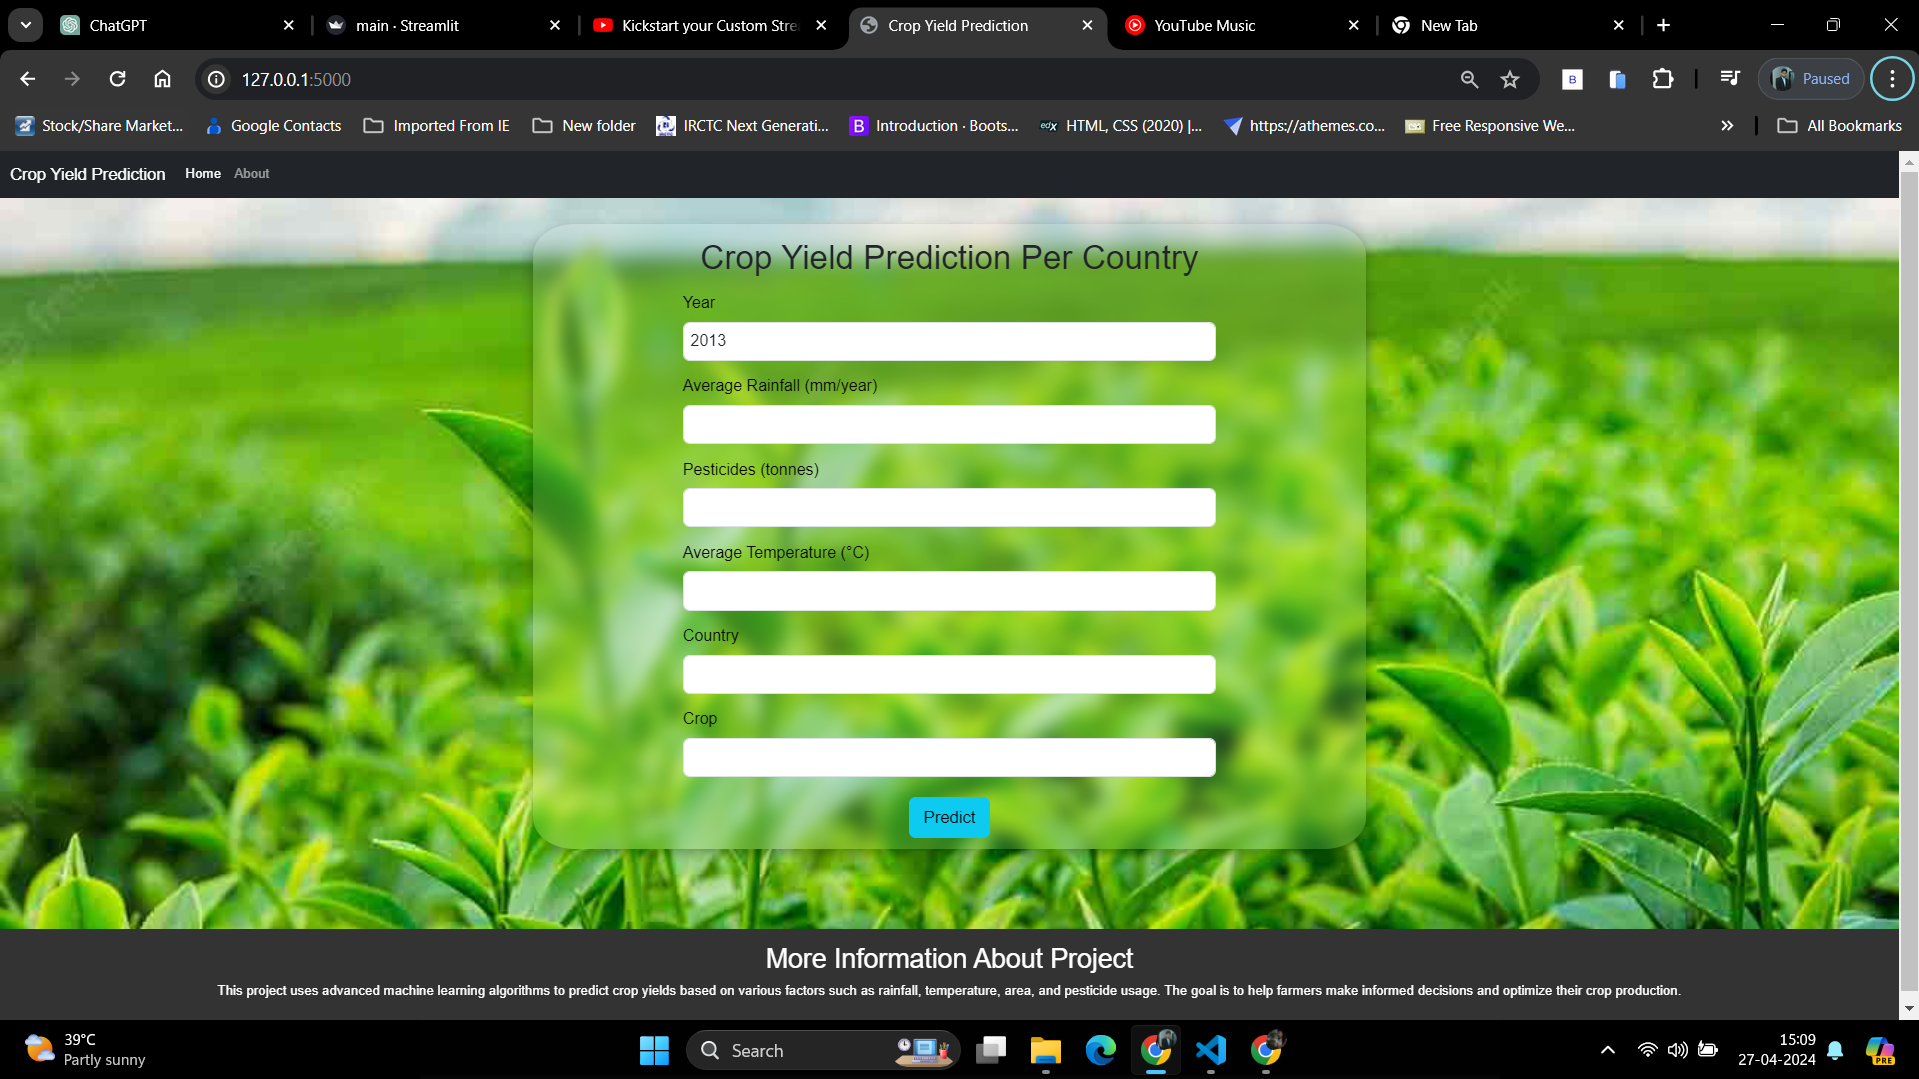 ChatGPT
main · Streamlit
Kickstart your Custom Stre
Crop Yield Prediction
YouTube Music
New Tab
127.0.0.1:5000
B
Paused
Stock/Share Market...
Google Contacts
Imported From IE
New folder
IRCTC Next Generati...
B
Introduction · Boots...
edX
HTML, CSS (2020) |...
https://athemes.co...
Free Responsive We...
All Bookmarks
Crop Yield Prediction
Home
About
Crop Yield Prediction Per Country
Year
2013
Average Rainfall (mm/year)
Pesticides (tonnes)
Average Temperature (°C)
Country
Crop
Predict
More Information About Project
This project uses advanced machine learning algorithms to predict crop yields based on various factors such as rainfall, temperature, area, and pesticide usage. The goal is to help farmers make informed decisions and optimize their crop production.
39°C
Partly sunny
Search
15:09
27-04-2024
PRE